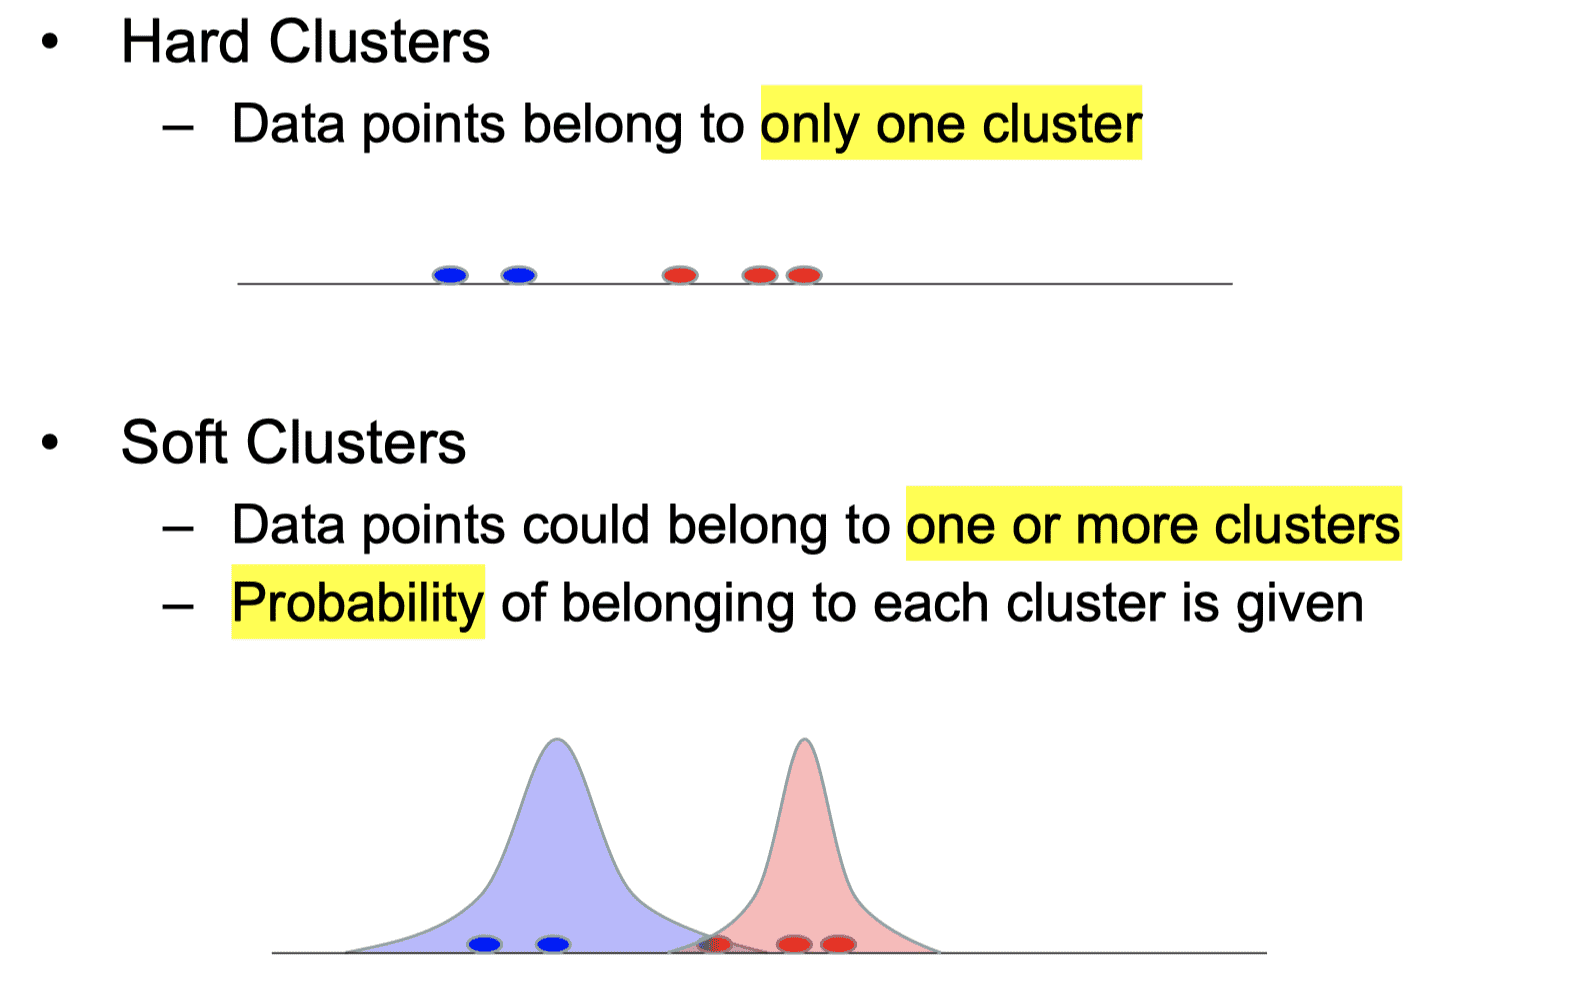 • Hard Clusters
– Data points belong to only one cluster
• Soft Clusters
– Data points could belong to one or more clusters
– Probability of belonging to each cluster is given